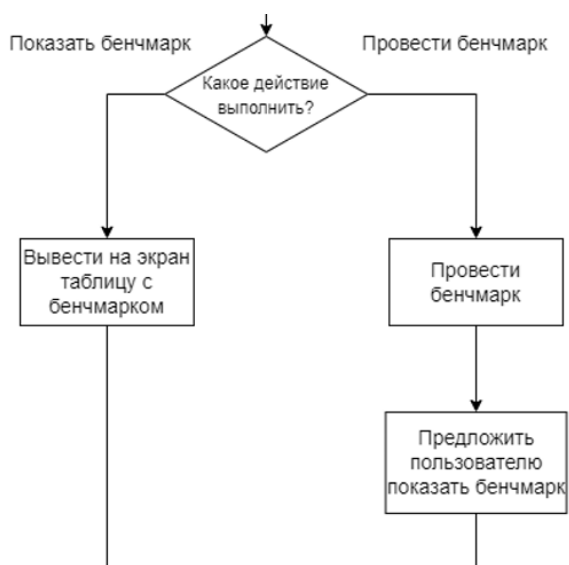 Показать бенчмарк
Провести бенчмарк
Какое действие
выполнить?
Вывести на экран
таблицу с
бенчмарком
Провести
бенчмарк
Предложить
пользователю
показать бенчмарк